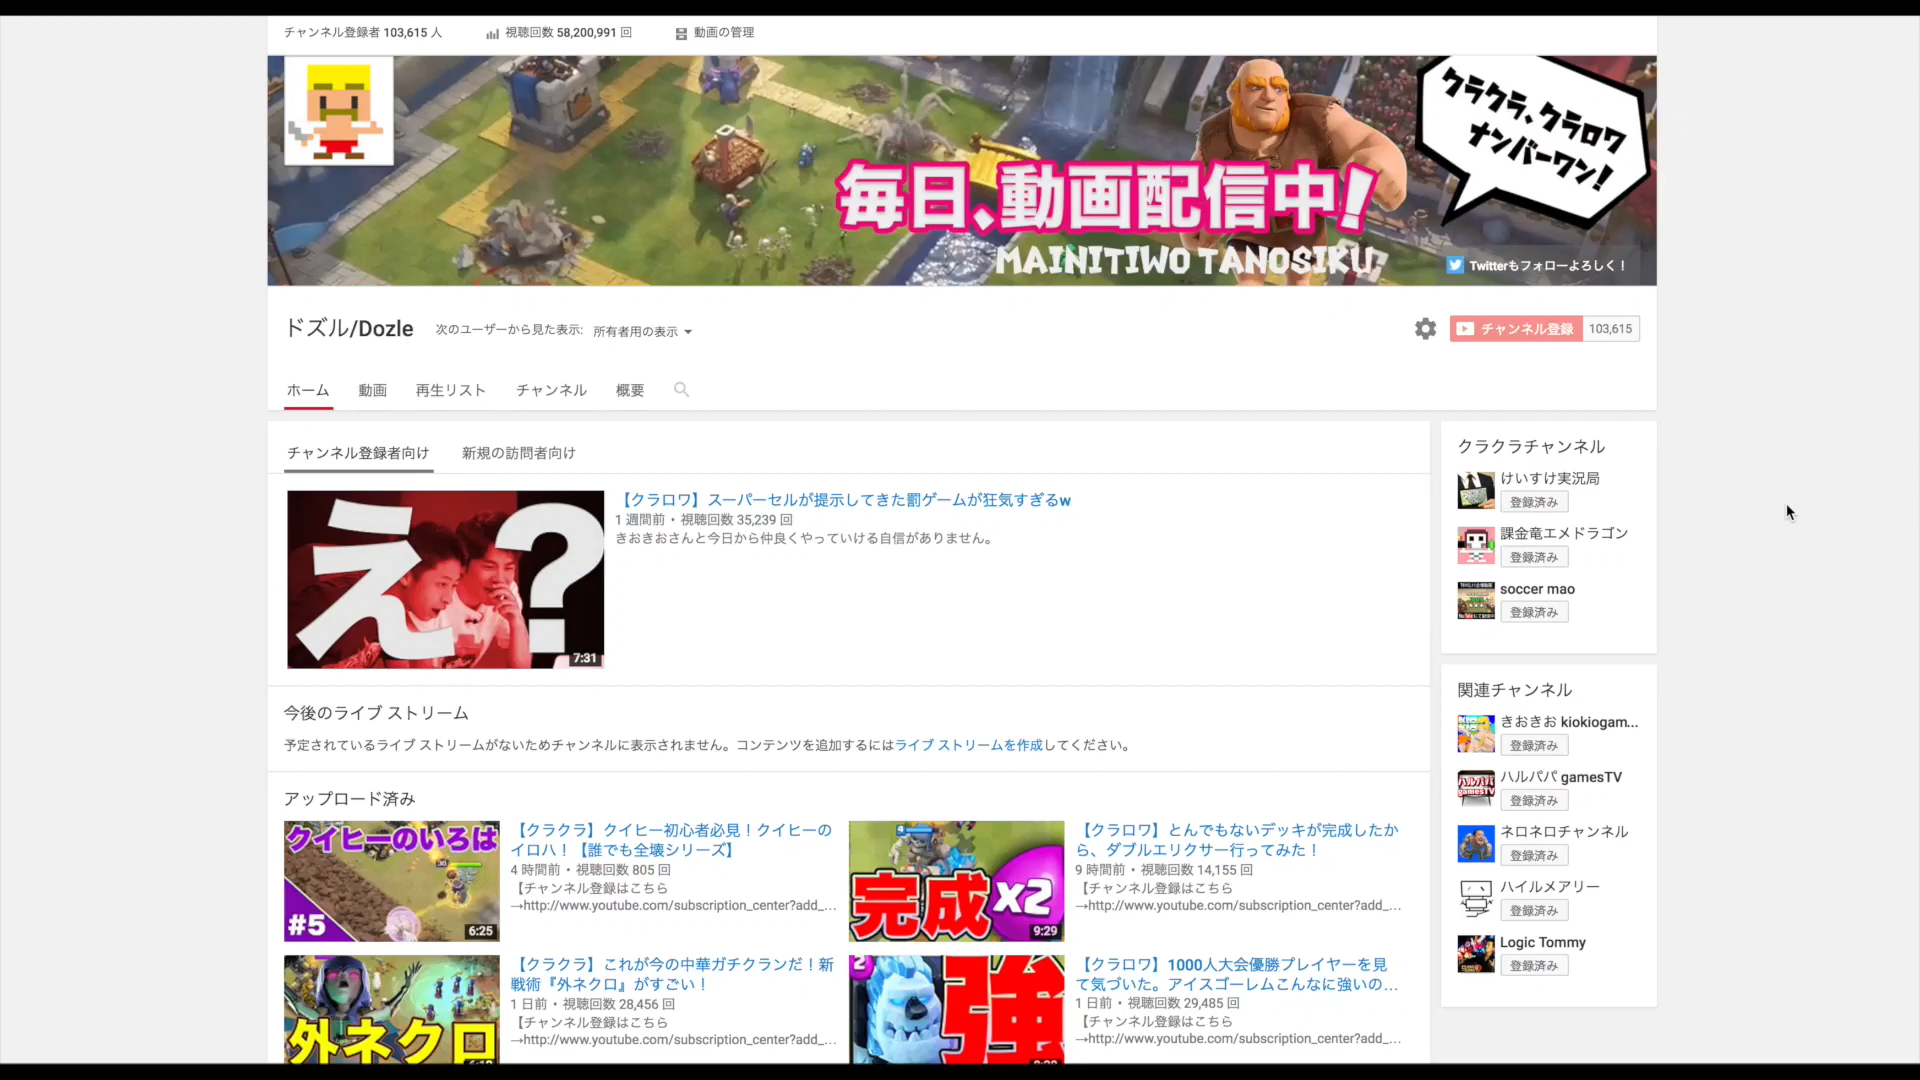 チャンネル登録者 103,615 人
視聴回数 58,200,991 回
動画の管理
クラクラ、クラロワ
ナンバーワン！
毎日、動画配信中！
MAINITIWO TANOSIKU
Twitterもフォローよろしく！
ドズル/Dozle
次のユーザーから見た表示: 所有者用の表示
チャンネル登録 103,615
ホーム 動画 再生リスト チャンネル 概要
チャンネル登録者向け 新規の訪問者向け
え？
7:31
【クラロワ】スーパーセルが提示してきた罰ゲームが狂気すぎるw
1 週間前・視聴回数 35,239 回
きおきおさんと今日から仲良くやっていける自信がありません。
今後のライブ ストリーム
予定されているライブ ストリームがないためチャンネルに表示されません。コンテンツを追加するにはライブ ストリームを作成してください。
アップロード済み
クイヒーのいろは
#5
6:25
【クラクラ】クイヒー初心者必見！クイヒーの
イロハ！【誰でも全壊シリーズ】
4 時間前・視聴回数 805 回
【チャンネル登録はこちら
→http://www.youtube.com/subscription_center?add_...
完成x2
9:29
【クラロワ】とんでもないデッキが完成したか
ら、ダブルエリクサー行ってみた！
9 時間前・視聴回数 14,155 回
【チャンネル登録はこちら
→http://www.youtube.com/subscription_center?add_...
外ネクロ
【クラクラ】これが今の中華ガチクランだ！新
戦術『外ネクロ』がすごい！
1 日前・視聴回数 28,456 回
【チャンネル登録はこちら
→http://www.youtube.com/subscription_center?add_...
2
強
【クラロワ】1000人大会優勝プレイヤーを見
て気づいた。アイスゴーレムこんなに強いの...
1 日前・視聴回数 29,485 回
【チャンネル登録はこちら
→http://www.youtube.com/subscription_center?add_...
クラクラチャンネル
けいすけ実況局
登録済み
課金竜エメドラゴン
登録済み
soccer mao
登録済み
関連チャンネル
きおきお kiokiogam...
登録済み
ハルパパ gamesTV
登録済み
ネロネロチャンネル
登録済み
ハイルメアリー
登録済み
Logic Tommy
登録済み